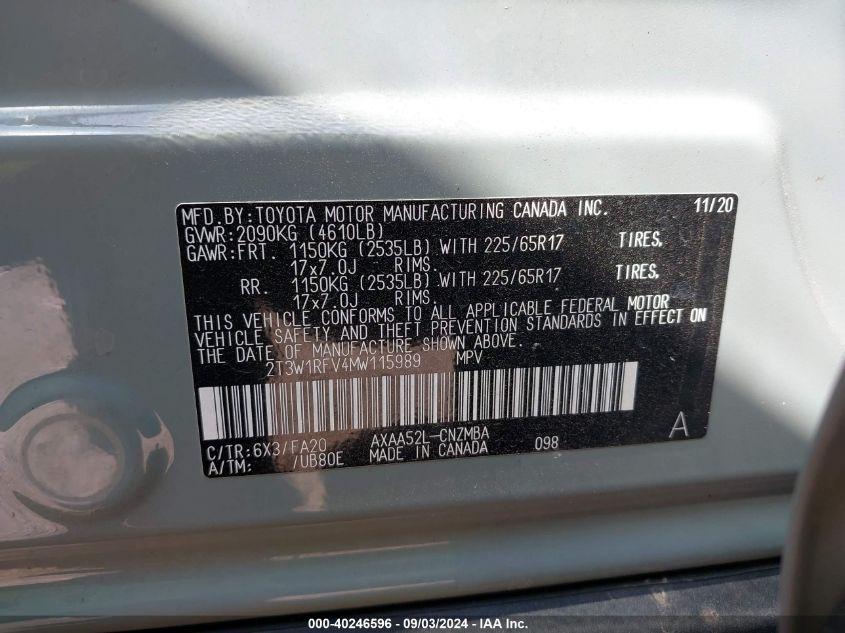 MFD.BY:TOYOTA MOTOR MANUFACTURING CANADA INC. 11/20
GVWR:2090KG (4610LB)
GAWR:FRT. 1150KG (2535LB) WITH 225/65R17 TIRES,
17x7.0J RIMS.
RR. 1150KG (2535LB) WITH 225/65R17 TIRES,
17x7.0J RIMS.
THIS VEHICLE CONFORMS TO ALL APPLICABLE FEDERAL MOTOR
VEHICLE SAFETY AND THEFT PREVENTION STANDARDS IN EFFECT ON
THE DATE OF MANUFACTURE SHOWN ABOVE.
2T3W1RFV4MW115989 MPV
A
C/TR:6X3/FA20 AXAA52L-CNZMBA 098
A/TM: /UB80E MADE IN CANADA
000-40246596 - 09/03/2024 - © IAA, Inc.